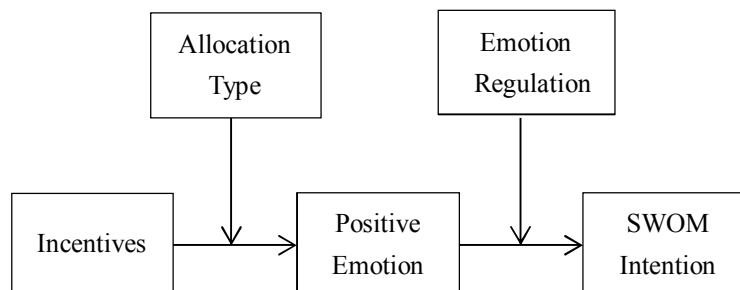 Allocation
Type
Emotion
Regulation
Incentives
Positive
Emotion
SWOM
Intention